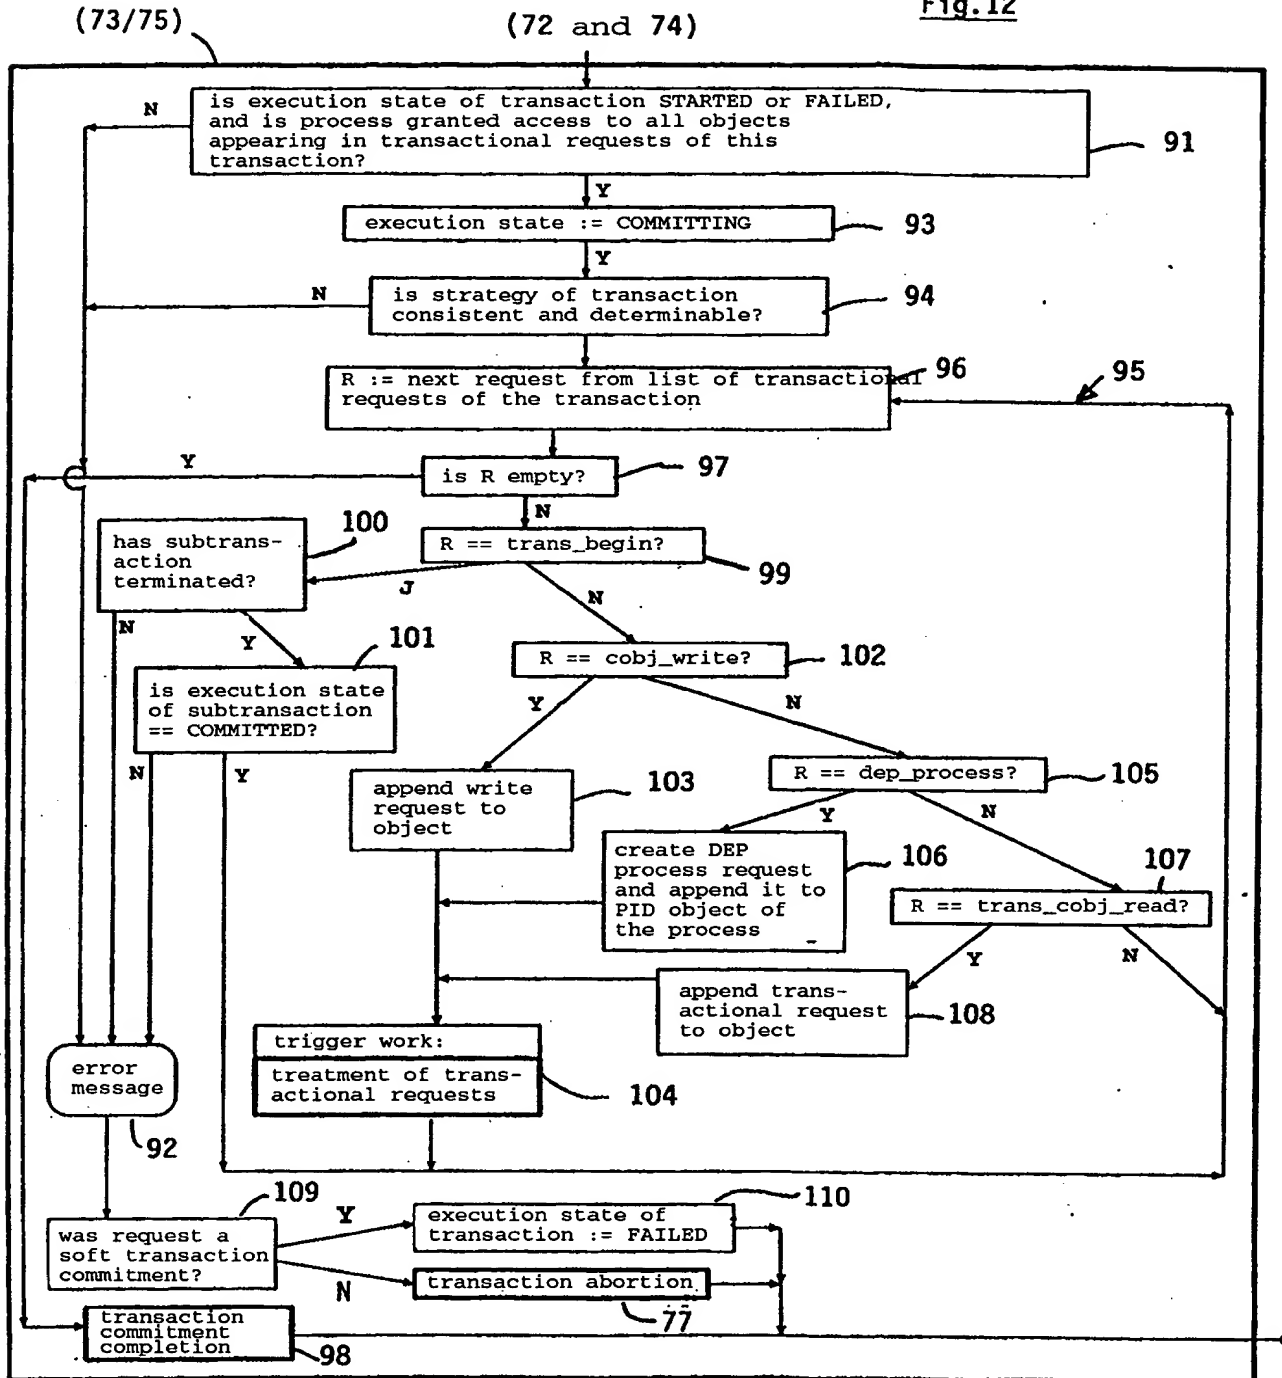 (73/75)
(72 and 74)
Fig.12
N
is execution state of transaction STARTED or FAILED,
and is process granted access to all objects
appearing in transactional requests of this
transaction?
91
Y
execution state := COMMITTING
93
Y
N
is strategy of transaction
consistent and determinable?
94
R := next request from list of transactional
requests of the transaction
96
95
Y
is R empty?
97
N
100
has subtrans-
action
terminated?
R == trans_begin?
99
J
N
N
Y
101
R == cobj_write?
102
is execution state
of subtransaction
== COMMITTED?
Y
N
N
Y
R == dep_process?
105
append write
request to
object
103
Y
N
create DEP
process request
and append it to
PID object of
the process
106
107
R == trans_cobj_read?
Y
N
append trans-
actional request
to object
108
trigger work:
treatment of trans-
actional requests
104
error
message
92
109
110
was request a
soft transaction
commitment?
Y
execution state of
transaction := FAILED
N
transaction abortion
77
transaction
commitment
completion
98